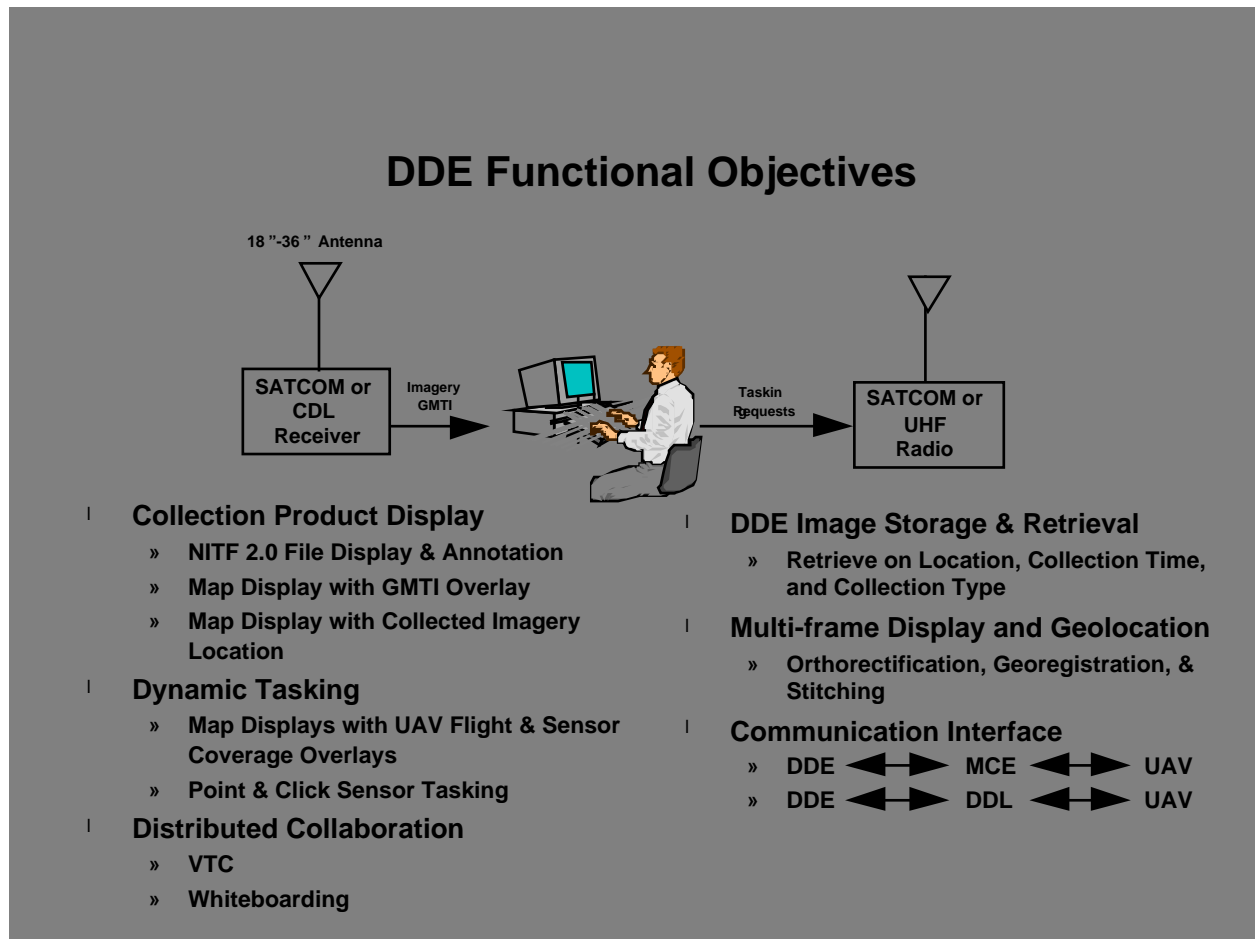 DDE Functional Objectives
18 "-36 " Antenna
SATCOM or
CDL
Receiver
Imagery
GMTI
Taskin
g
Requests
SATCOM or
UHF
Radio
l Collection Product Display
» NITF 2.0 File Display & Annotation
» Map Display with GMTI Overlay
» Map Display with Collected Imagery
Location
l Dynamic Tasking
» Map Displays with UAV Flight & Sensor
Coverage Overlays
» Point & Click Sensor Tasking
l Distributed Collaboration
» VTC
» Whiteboarding
l DDE Image Storage & Retrieval
» Retrieve on Location, Collection Time,
and Collection Type
l Multi-frame Display and Geolocation
» Orthorectification, Georegistration, &
Stitching
l Communication Interface
» DDE MCE UAV
» DDE DDL UAV